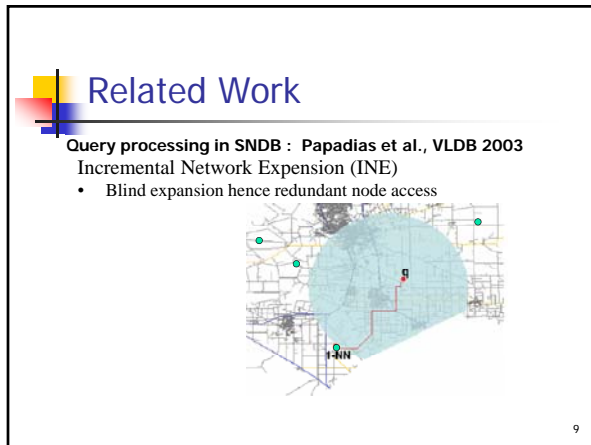 Related Work
Query processing in SNDB : Papadias et al., VLDB 2003
Incremental Network Expension (INE)
• Blind expansion hence redundant node access
q
1-NN
9